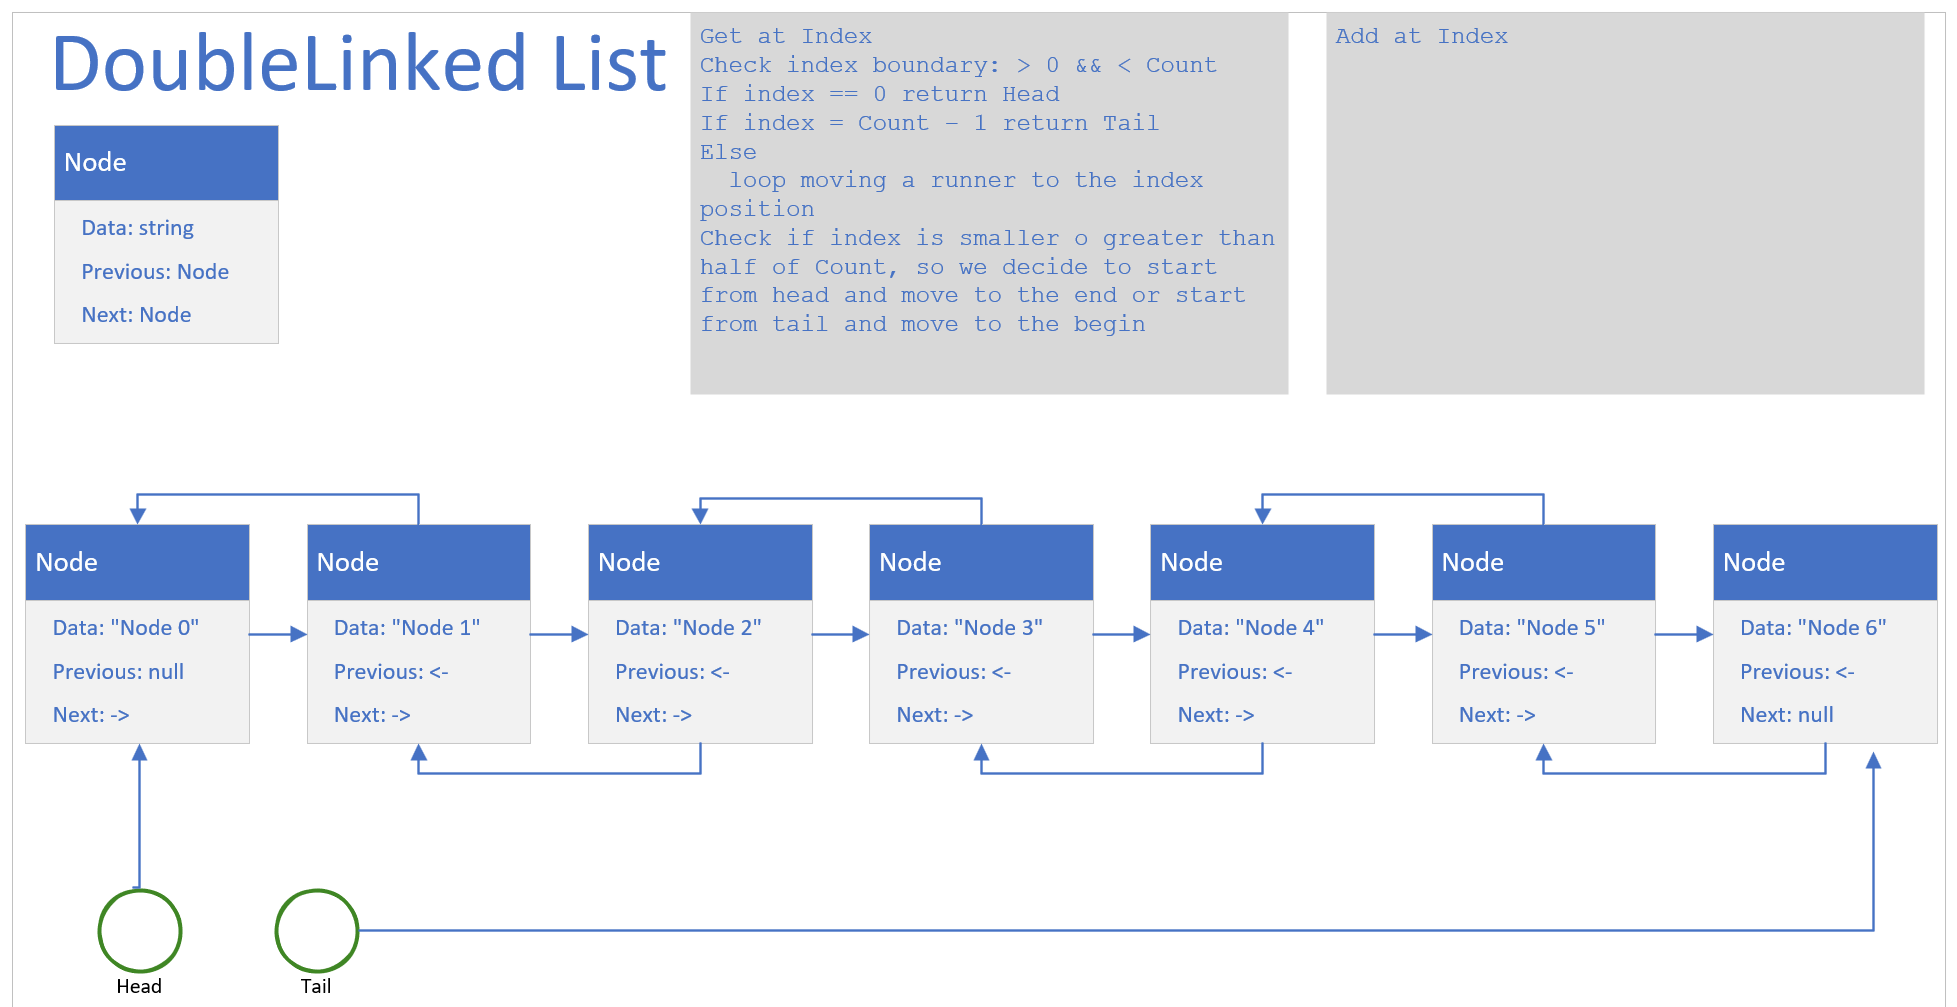 DoubleLinked List
Node
Data: string
Previous: Node
Next: Node
Get at Index
Check index boundary: > 0 && < Count
If index == 0 return Head
If index = Count – 1 return Tail
Else
  loop moving a runner to the index
position
Check if index is smaller o greater than
half of Count, so we decide to start
from head and move to the end or start
from tail and move to the begin
Add at Index
Node
Data: "Node 0"
Previous: null
Next: ->
Node
Data: "Node 1"
Previous: <-
Next: ->
Node
Data: "Node 2"
Previous: <-
Next: ->
Node
Data: "Node 3"
Previous: <-
Next: ->
Node
Data: "Node 4"
Previous: <-
Next: ->
Node
Data: "Node 5"
Previous: <-
Next: ->
Node
Data: "Node 6"
Previous: <-
Next: null
Head
Tail